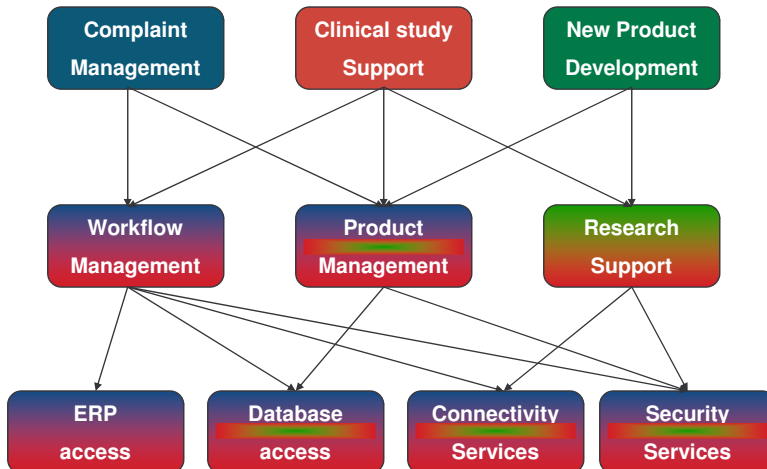 Complaint
Management
Clinical study
Support
New Product
Development
Workflow
Management
Product
Management
Research
Support
ERP
access
Database
access
Connectivity
Services
Security
Services